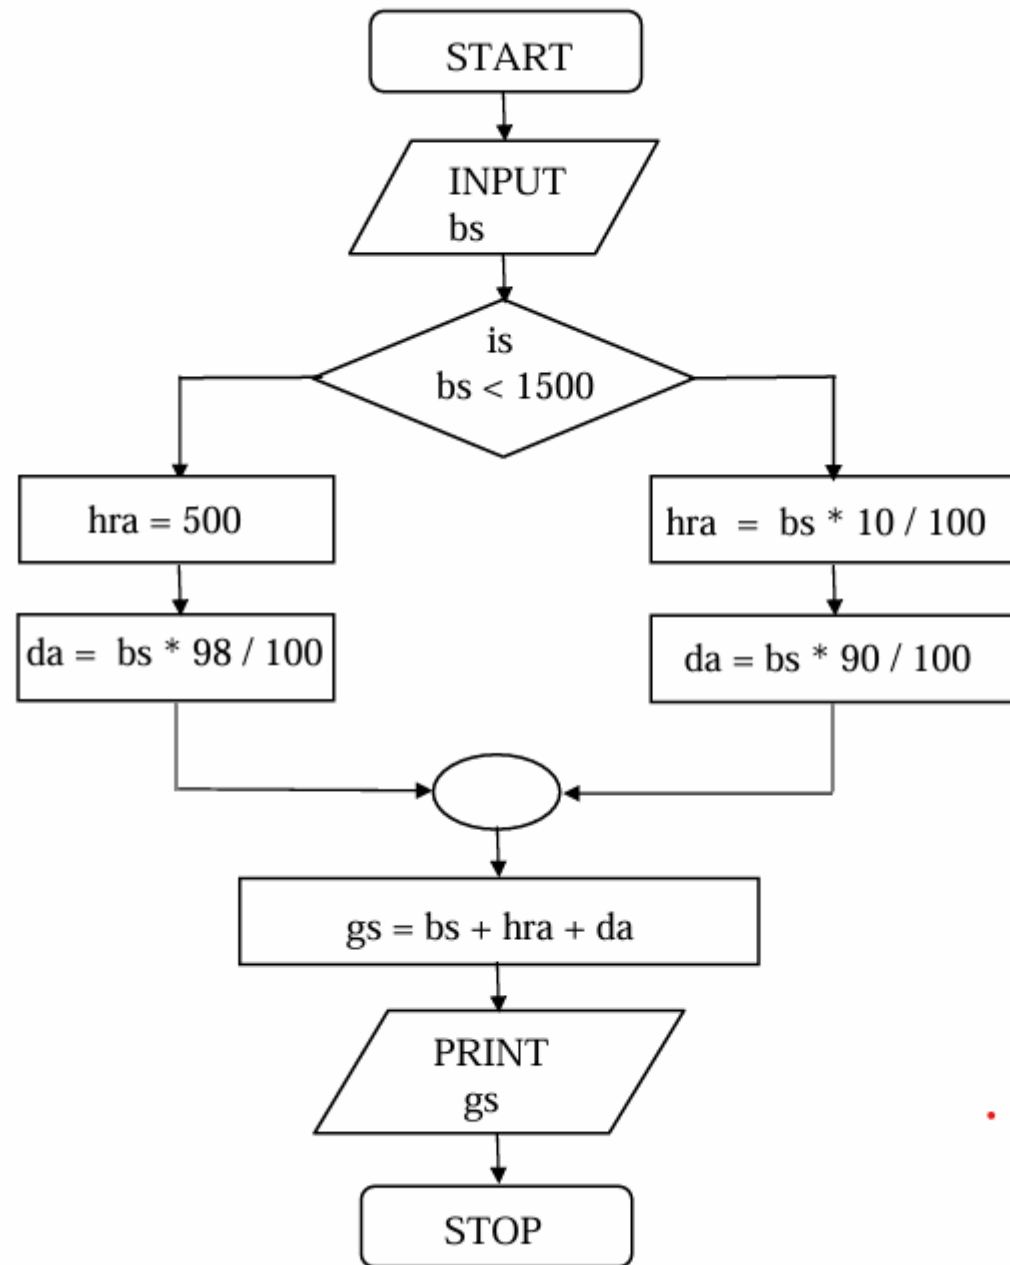 START
INPUT
bs
is
bs < 1500
hra = 500
hra = bs * 10 / 100
da = bs * 98 / 100
da = bs * 90 / 100
gs = bs + hra + da
PRINT
gs
STOP